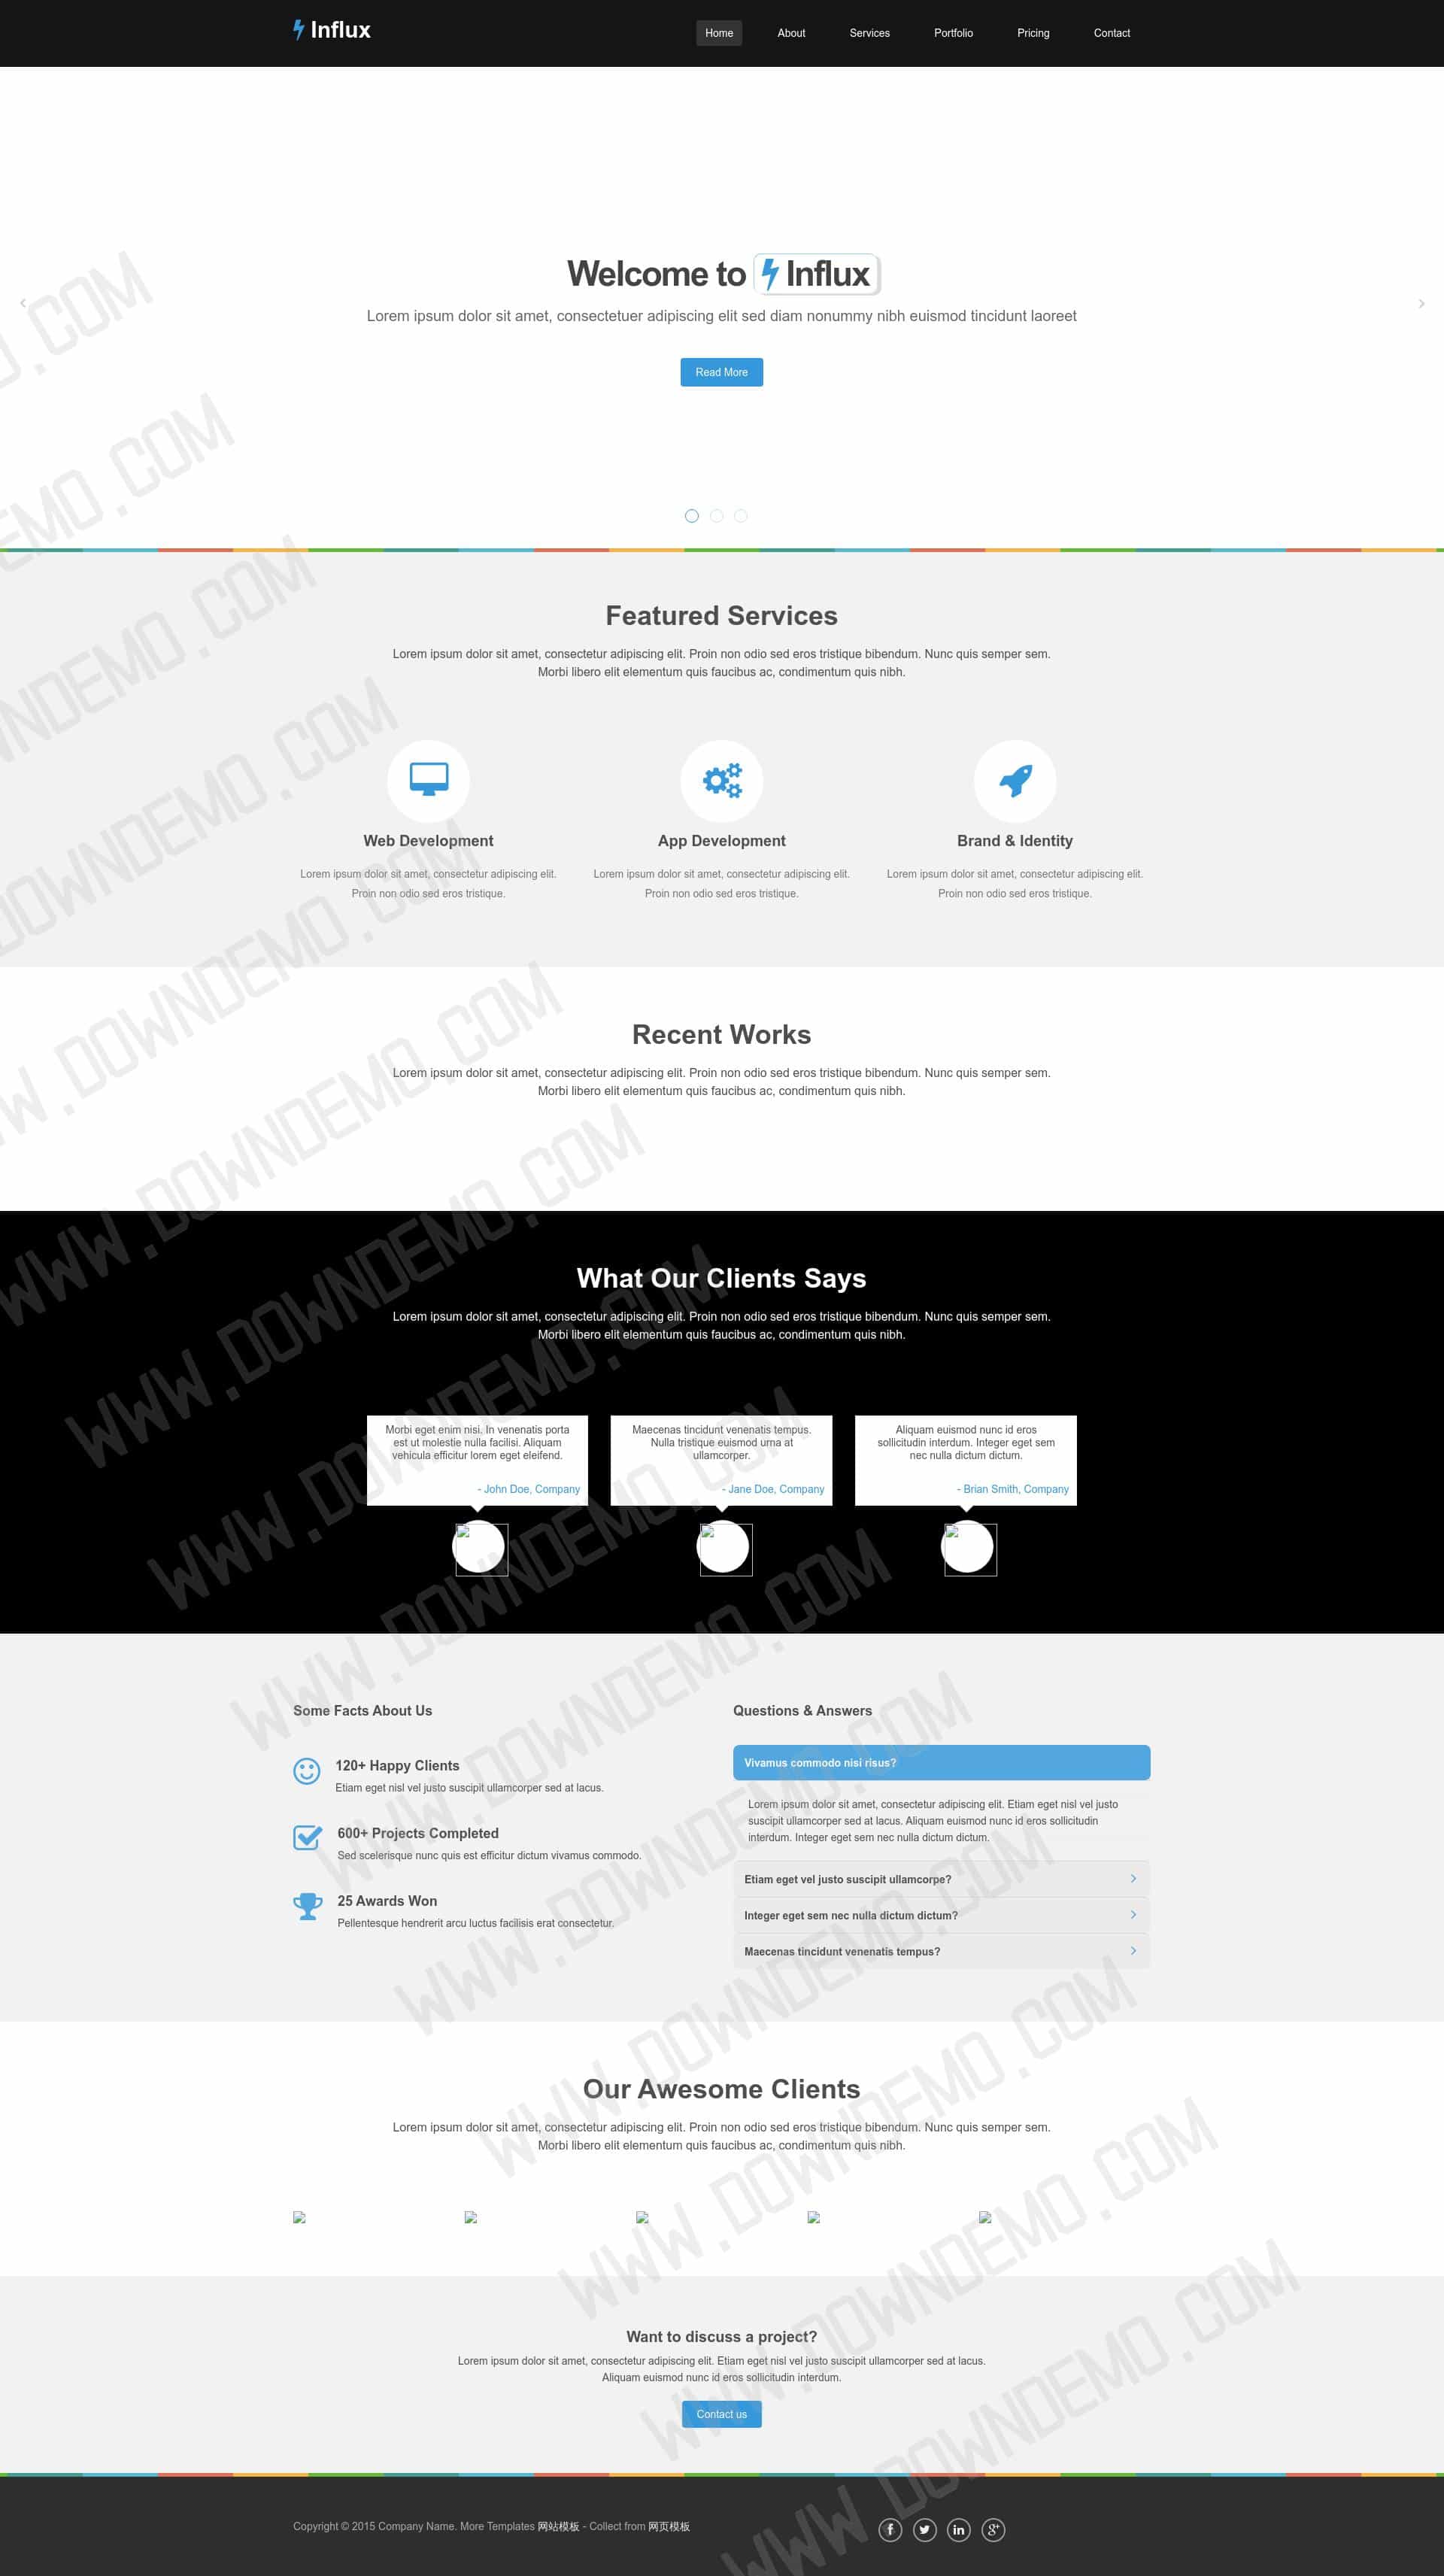 Influx
Home
About
Services
Portfolio
Pricing
Contact
Welcome to Influx
Lorem ipsum dolor sit amet, consectetuer adipiscing elit sed diam nonummy nibh euismod tincidunt laoreet
Read More
Featured Services
Lorem ipsum dolor sit amet, consectetur adipiscing elit. Proin non odio sed eros tristique bibendum. Nunc quis semper sem.
Morbi libero elit elementum quis faucibus ac, condimentum quis nibh.
Web Development
Lorem ipsum dolor sit amet, consectetur adipiscing elit.
Proin non odio sed eros tristique.
App Development
Lorem ipsum dolor sit amet, consectetur adipiscing elit.
Proin non odio sed eros tristique.
Brand & Identity
Lorem ipsum dolor sit amet, consectetur adipiscing elit.
Proin non odio sed eros tristique.
Recent Works
Lorem ipsum dolor sit amet, consectetur adipiscing elit. Proin non odio sed eros tristique bibendum. Nunc quis semper sem.
Morbi libero elit elementum quis faucibus ac, condimentum quis nibh.
What Our Clients Says
Lorem ipsum dolor sit amet, consectetur adipiscing elit. Proin non odio sed eros tristique bibendum. Nunc quis semper sem.
Morbi libero elit elementum quis faucibus ac, condimentum quis nibh.
Morbi eget enim nisi. In venenatis porta
est ut molestie nulla facilisi. Aliquam
vehicula efficitur lorem eget eleifend.
- John Doe, Company
Maecenas tincidunt venenatis tempus.
Nulla tristique euismod urna at
ullamcorper.
- Jane Doe, Company
Aliquam euismod nunc id eros
sollicitudin interdum. Integer eget sem
nec nulla dictum dictum.
- Brian Smith, Company
Some Facts About Us
120+ Happy Clients
Etiam eget nisl vel justo suscipit ullamcorper sed at lacus.
600+ Projects Completed
Sed scelerisque nunc quis est efficitur dictum vivamus commodo.
25 Awards Won
Pellentesque hendrerit arcu luctus facilisis erat consectetur.
Questions & Answers
Vivamus commodo nisi risus?
Lorem ipsum dolor sit amet, consectetur adipiscing elit. Etiam eget nisl vel justo
suscipit ullamcorper sed at lacus. Aliquam euismod nunc id eros sollicitudin
interdum. Integer eget sem nec nulla dictum dictum.
Etiam eget vel justo suscipit ullamcorpe?
Integer eget sem nec nulla dictum dictum?
Maecenas tincidunt venenatis tempus?
Our Awesome Clients
Lorem ipsum dolor sit amet, consectetur adipiscing elit. Proin non odio sed eros tristique bibendum. Nunc quis semper sem.
Morbi libero elit elementum quis faucibus ac, condimentum quis nibh.
Want to discuss a project?
Lorem ipsum dolor sit amet, consectetur adipiscing elit. Etiam eget nisl vel justo suscipit ullamcorper sed at lacus.
Aliquam euismod nunc id eros sollicitudin interdum.
Contact us
Copyright © 2015 Company Name. More Templates 网站模板 - Collect from 网页模板
WWW.DOWNDEMO.COM